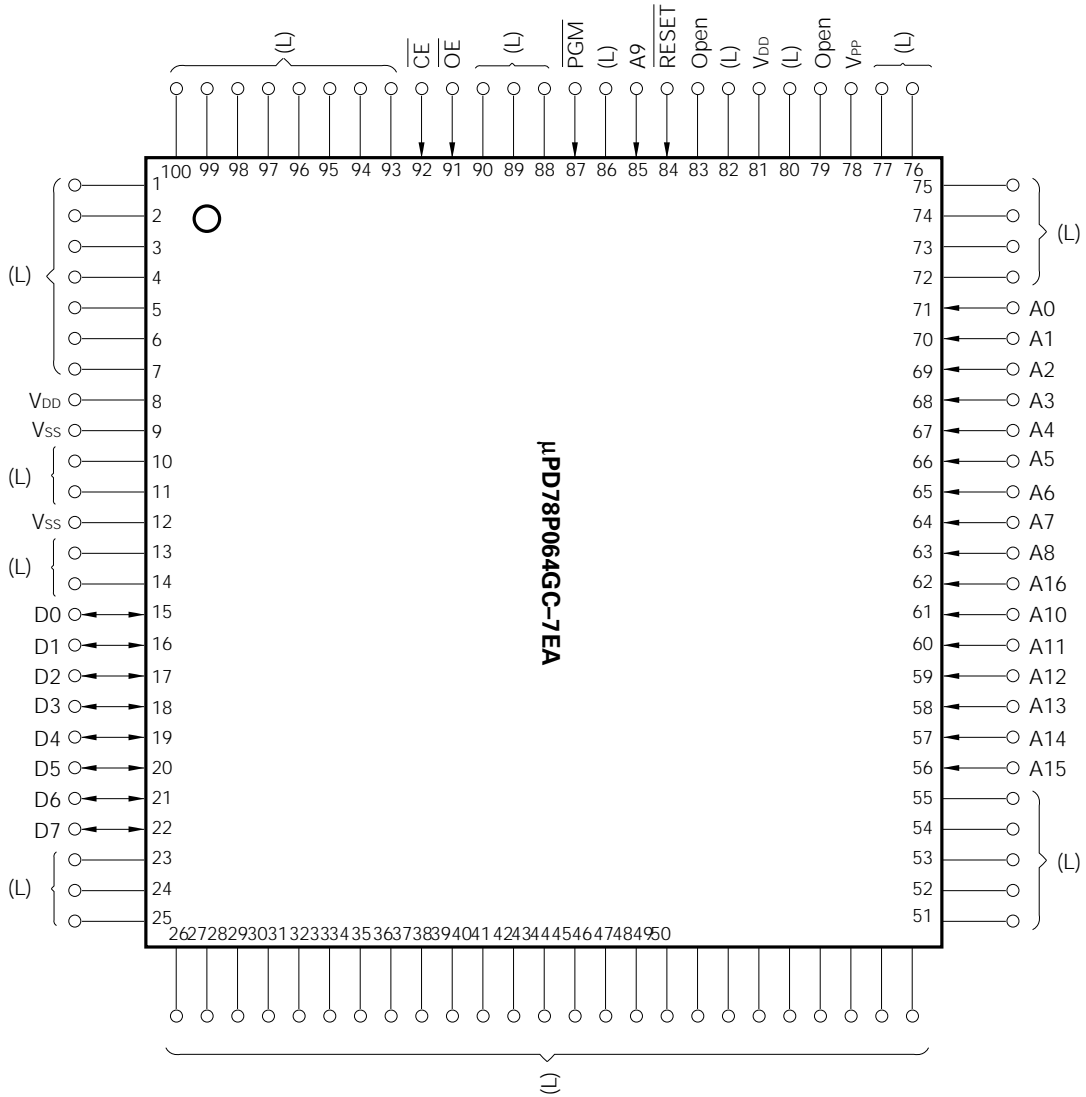 (L)
CE
OE
(L)
PGM
(L)
A9
RESET
Open
(L)
VDD
(L)
Open
VPP
(L)
100 99 98 97 96 95 94 93 92 91 90 89 88 87 86 85 84 83 82 81 80 79 78 77 76
(L)
1
2
3
4
5
6
7
VDD 8
VSS 9
(L)
10
11
VSS 12
(L)
13
14
D0 15
D1 16
D2 17
D3 18
D4 19
D5 20
D6 21
D7 22
(L)
23
24
25
μPD78P064GC–7EA
75
74
73
72
(L)
71 A0
70 A1
69 A2
68 A3
67 A4
66 A5
65 A6
64 A7
63 A8
62 A16
61 A10
60 A11
59 A12
58 A13
57 A14
56 A15
55
54
53
52
51
(L)
26 27 28 29 30 31 32 33 34 35 36 37 38 39 40 41 42 43 44 45 46 47 48 49 50
(L)